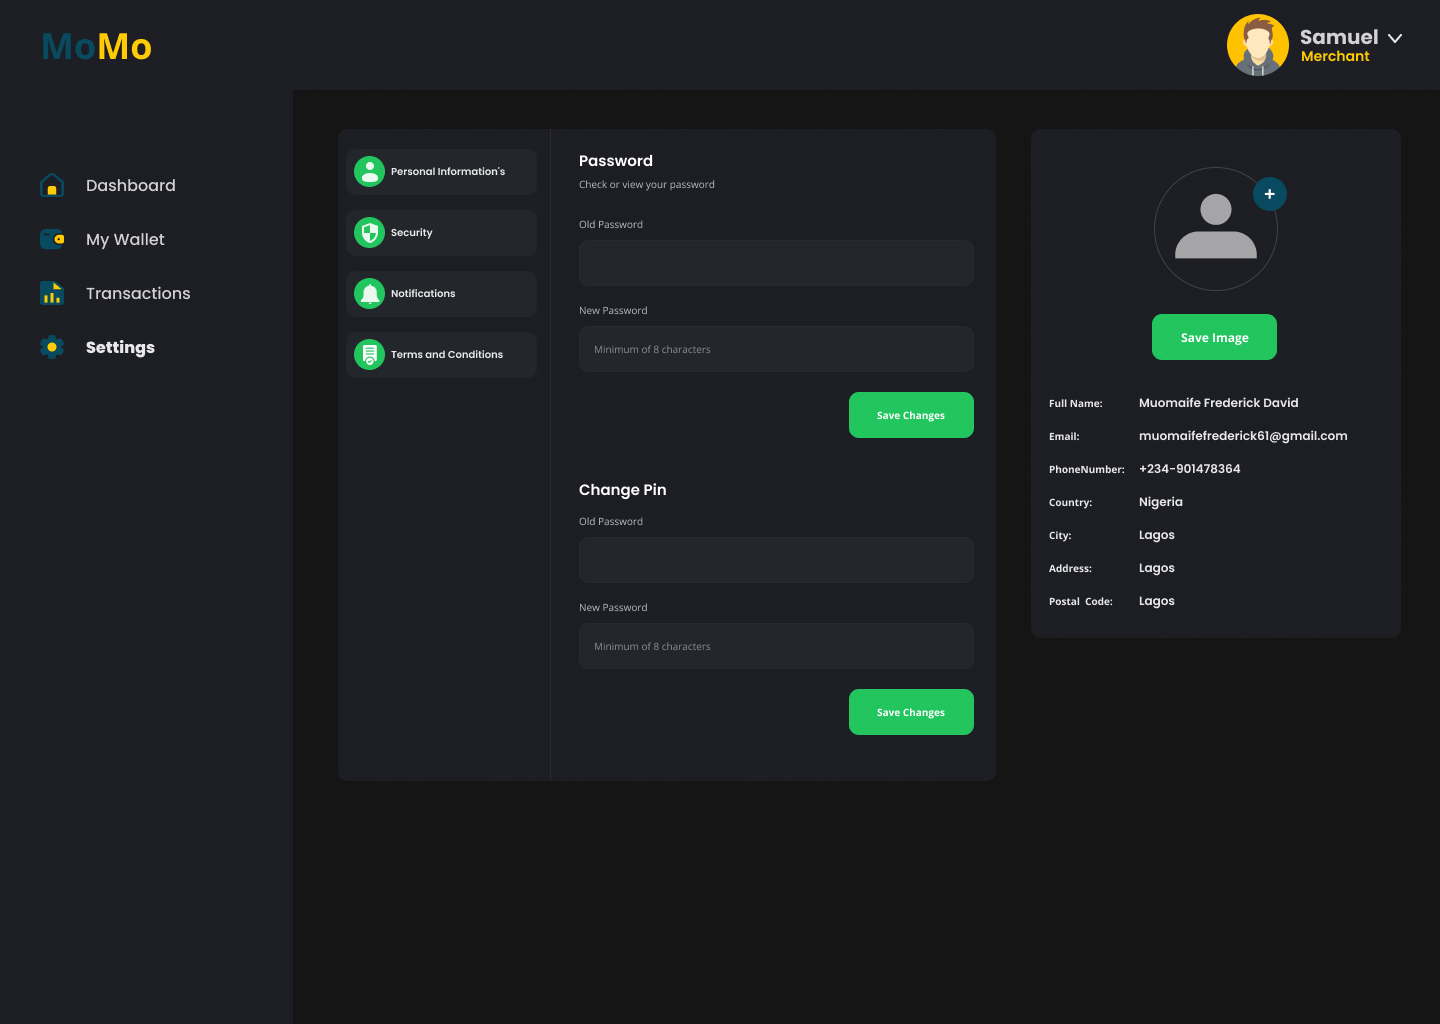 MoMo
Samuel
Merchant
Dashboard
My Wallet
Transactions
Settings
Personal Information's
Security
Notifications
Terms and Conditions
Password
Check or view your password
Old Password
New Password
Minimum of 8 characters
Save Changes
Change Pin
Old Password
New Password
Minimum of 8 characters
Save Changes
+
Save Image
Full Name: Muomaife Frederick David
Email: muomaifefrederick61@gmail.com
PhoneNumber: +234-901478364
Country: Nigeria
City: Lagos
Address: Lagos
Postal Code: Lagos